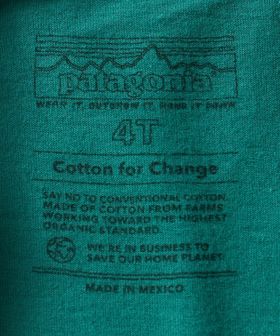 patagonia
WEAR IT, OUTGROW IT, HAND IT DOWN
4T
Cotton for Change
SAY NO TO CONVENTIONAL COTTON.
MADE OF COTTON FROM FARMS
WORKING TOWARD THE HIGHEST
ORGANIC STANDARD.
WE'RE IN BUSINESS TO
SAVE OUR HOME PLANET.
MADE IN MEXICO